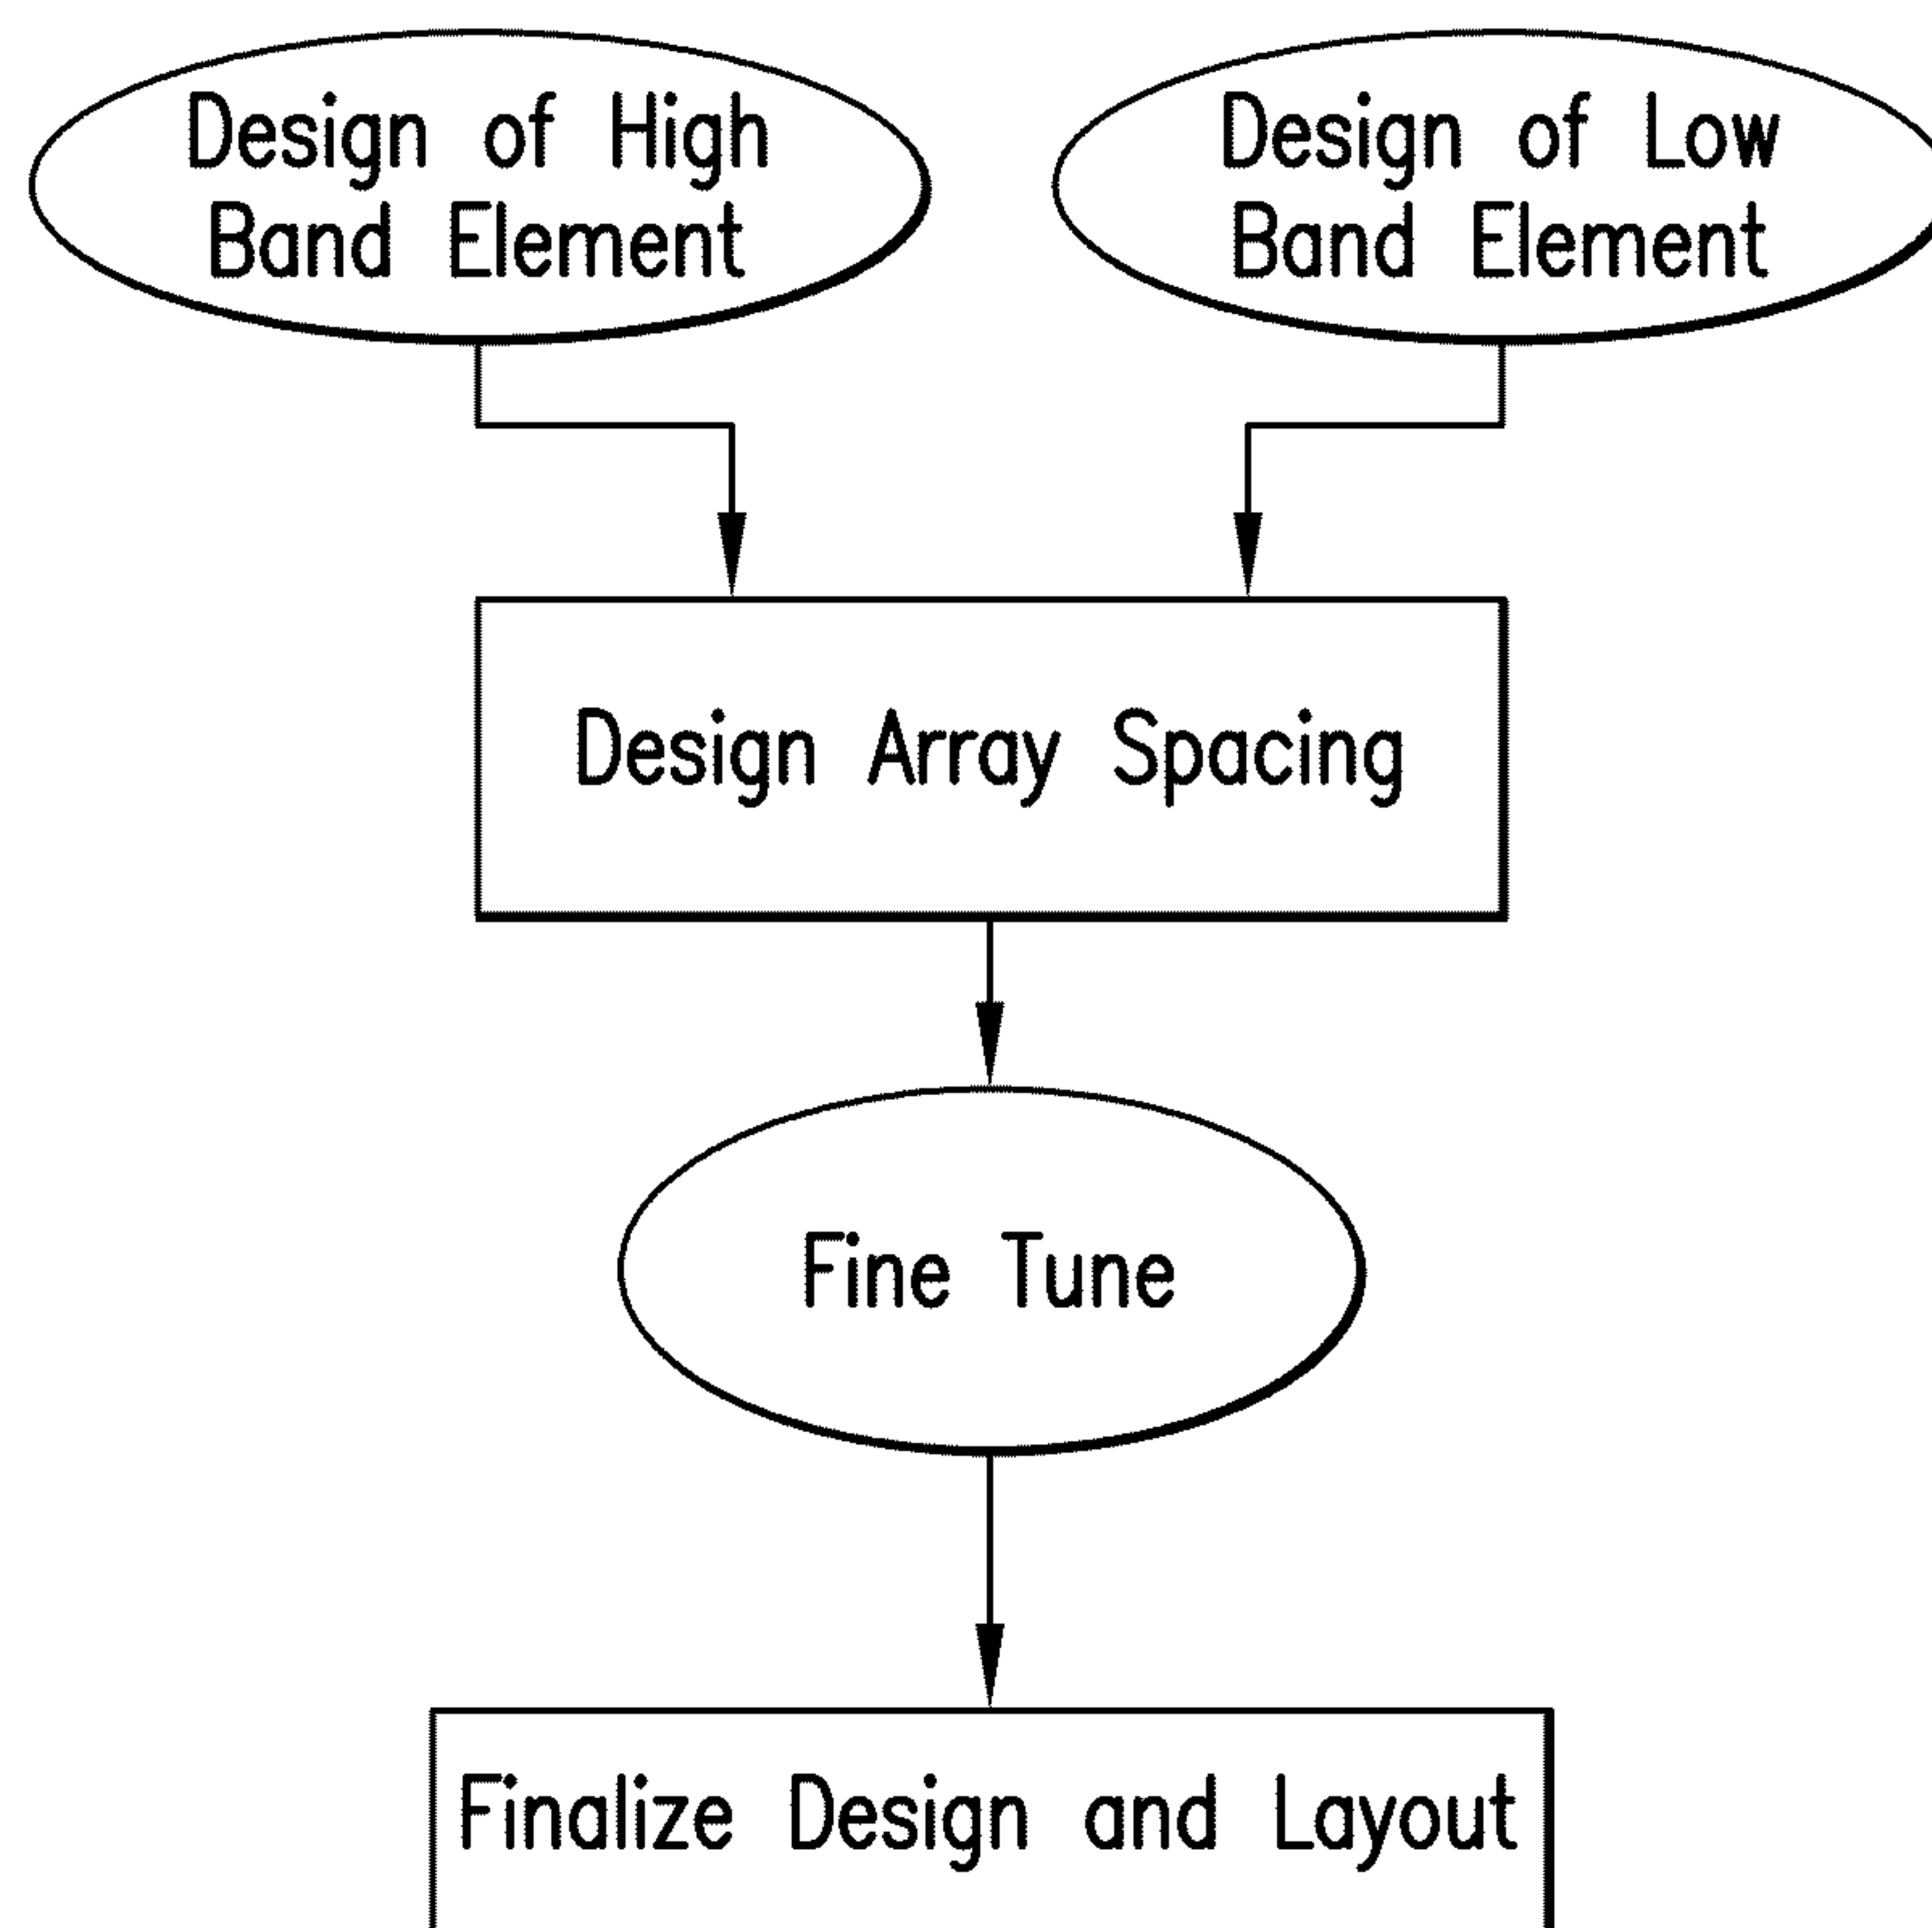 Design of High
Band Element
Design of Low
Band Element
Design Array Spacing
Fine Tune
Finalize Design and Layout